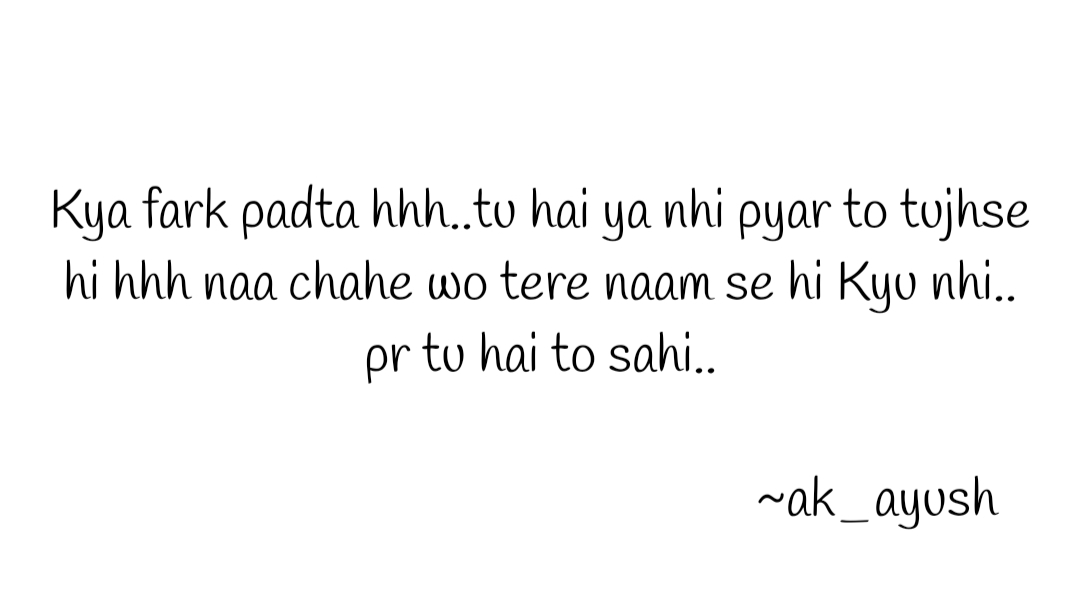 Kya fark padta hhh..tu hai ya nhi pyar to tujhse
hi hhh naa chahe wo tere naam se hi Kyu nhi..
pr tu hai to sahi..
~ak_ayush